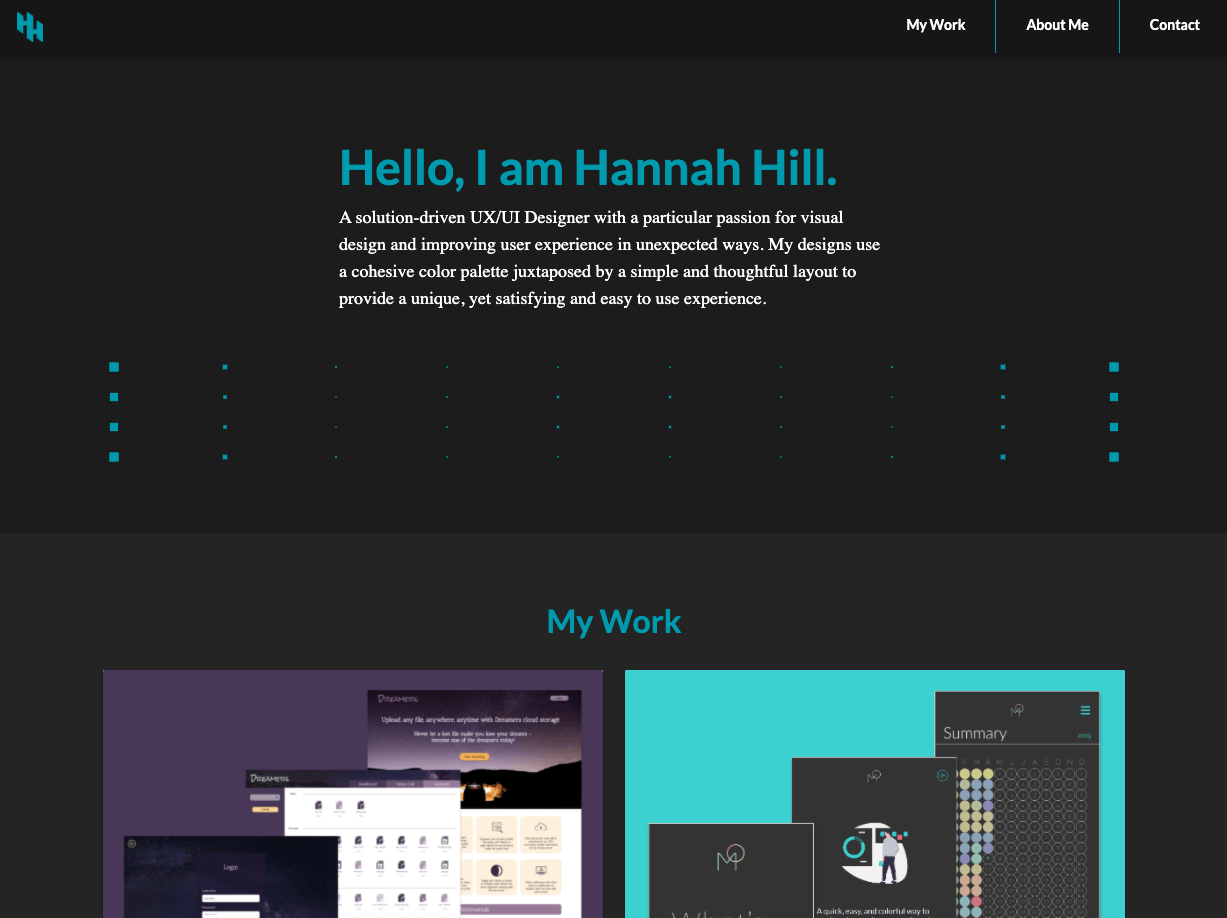 HH
My Work
About Me
Contact
Hello, I am Hannah Hill.
A solution-driven UX/UI Designer with a particular passion for visual
design and improving user experience in unexpected ways. My designs use
a cohesive color palette juxtaposed by a simple and thoughtful layout to
provide a unique, yet satisfying and easy to use experience.
My Work
DREAMERS
Upload any file, anywhere, anytime with Dreamers cloud storage
Never let a lost file make you lose your dreams -
become one of the dreamers today!
DREAMERS
Login
Summary
2019
F M A M J J A S O N D
A quick, easy, and colorful way to